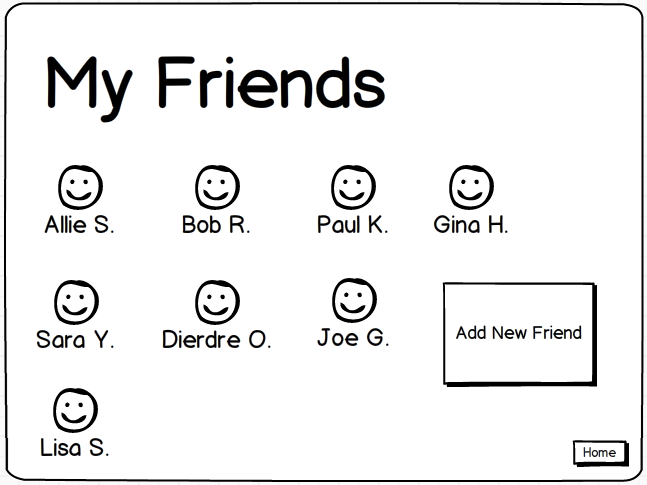 My Friends
Allie S.
Bob R.
Paul K.
Gina H.
Sara Y.
Dierdre O.
Joe G.
Add New Friend
Lisa S.
Home